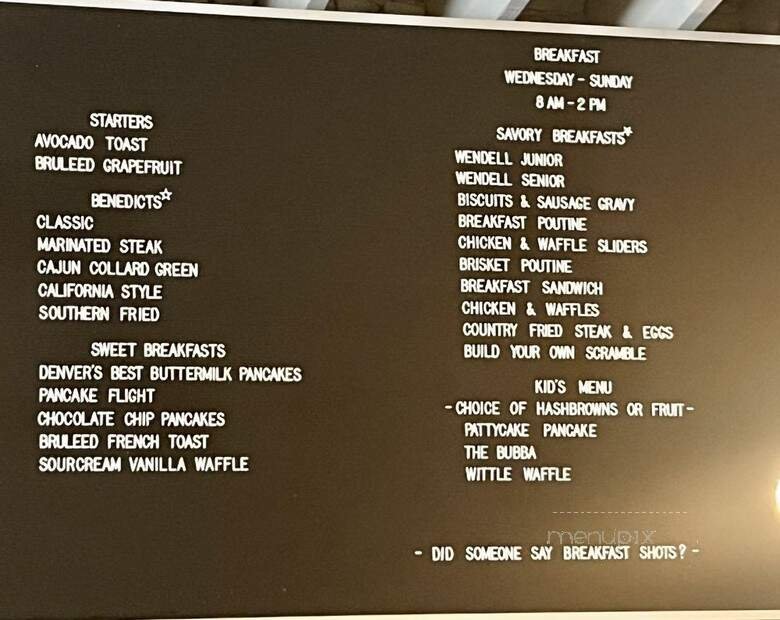 STARTERS
AVOCADO TOAST
BRULEED GRAPEFRUIT
BENEDICTS☆
CLASSIC
MARINATED STEAK
CAJUN COLLARD GREEN
CALIFORNIA STYLE
SOUTHERN FRIED
SWEET BREAKFASTS
DENVER'S BEST BUTTERMILK PANCAKES
PANCAKE FLIGHT
CHOCOLATE CHIP PANCAKES
BRULEED FRENCH TOAST
SOURCREAM VANILLA WAFFLE
BREAKFAST
WEDNESDAY - SUNDAY
8 AM - 2 PM
SAVORY BREAKFASTS☆
WENDELL JUNIOR
WENDELL SENIOR
BISCUITS & SAUSAGE GRAVY
BREAKFAST POUTINE
CHICKEN & WAFFLE SLIDERS
BRISKET POUTINE
BREAKFAST SANDWICH
CHICKEN & WAFFLES
COUNTRY FRIED STEAK & EGGS
BUILD YOUR OWN SCRAMBLE
KID'S MENU
- CHOICE OF HASHBROWNS OR FRUIT -
PATTYCAKE PANCAKE
THE BUBBA
WITTLE WAFFLE
menupix
- DID SOMEONE SAY BREAKFAST SHOTS? -